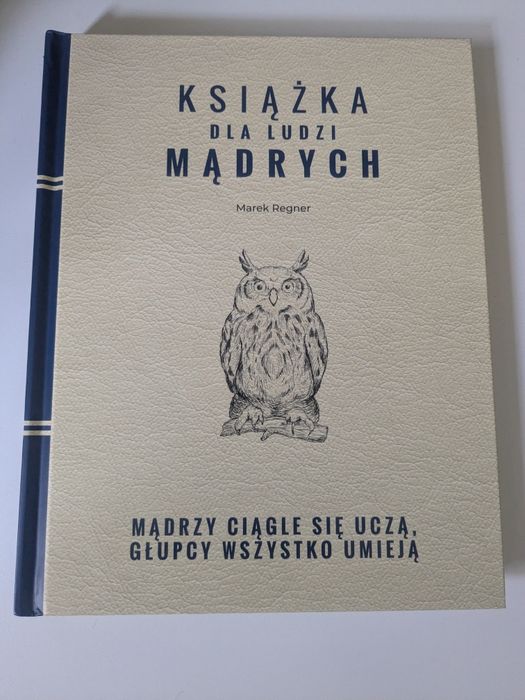 KSIĄŻKA
DLA LUDZI
MĄDRYCH
Marek Regner
MĄDRZY CIĄGLE SIĘ UCZĄ,
GŁUPCY WSZYSTKO UMIEJĄ